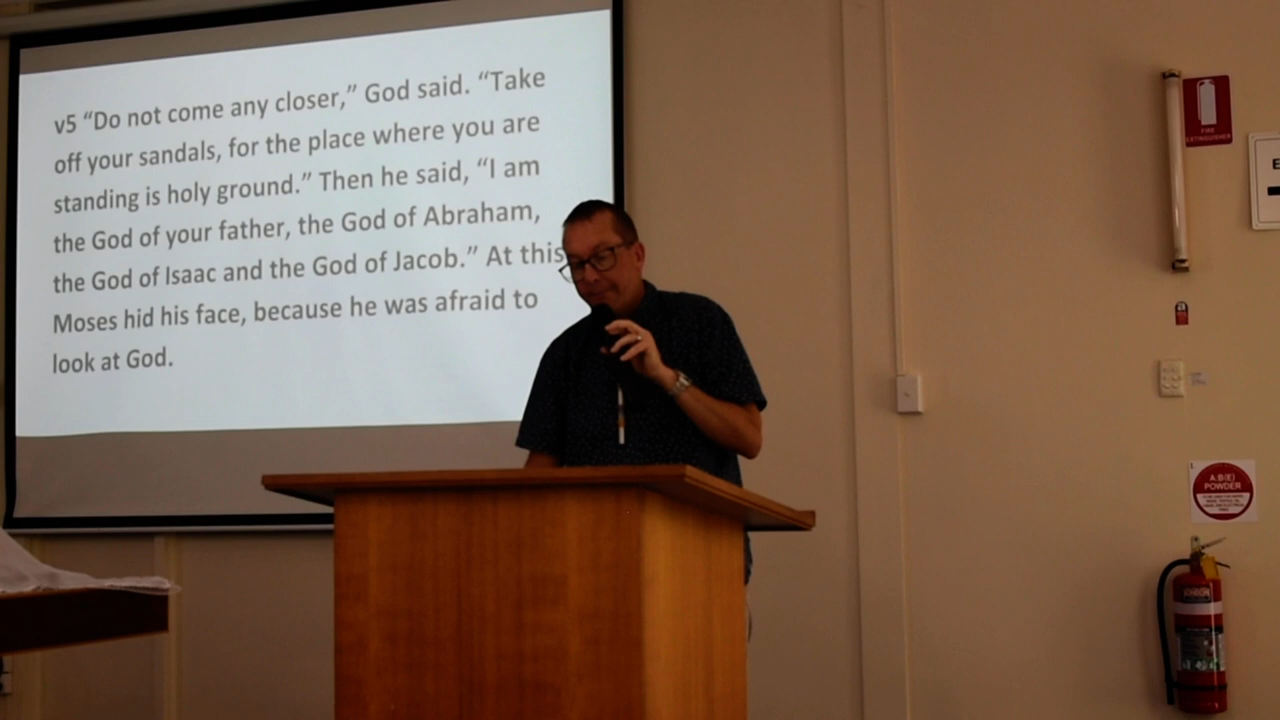 v5 “Do not come any closer,” God said. “Take
off your sandals, for the place where you are
standing is holy ground.” Then he said, “I am
the God of your father, the God of Abraham,
the God of Isaac and the God of Jacob.” At this
Moses hid his face, because he was afraid to
look at God.
FIRE
EXTINGUISHER
E
A:B(E)
POWDER